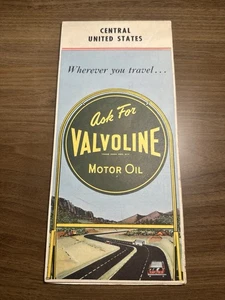 CENTRAL
UNITED STATES
Wherever you travel...
Ask For
VALVOLINE
MOTOR OIL